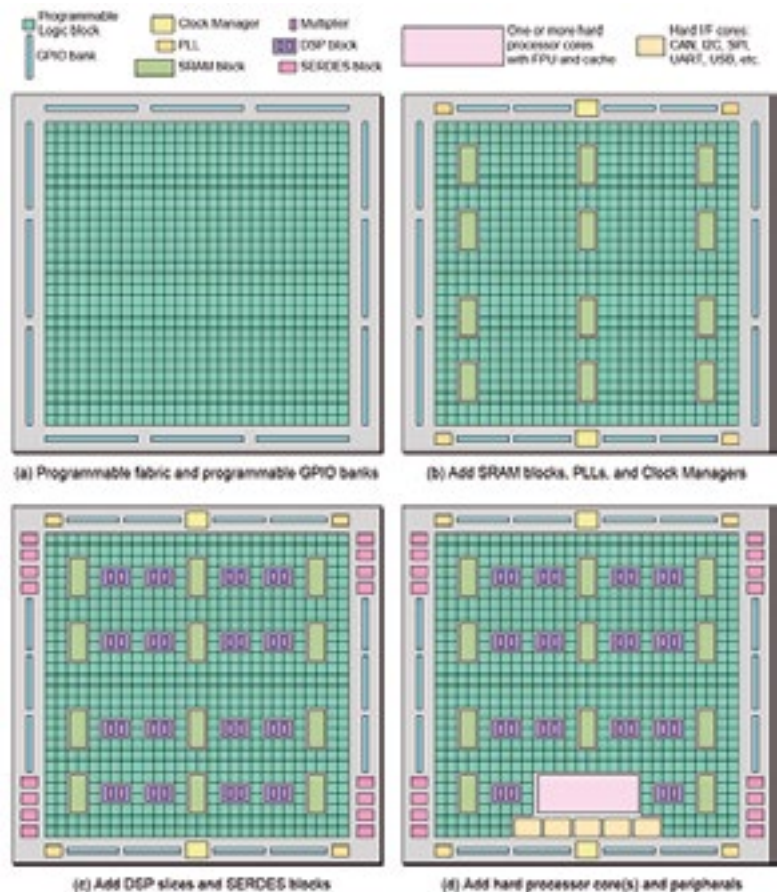 Programmable
Logic block
GPIO bank
Clock Manager
PLL
SRAM block
Multiplier
DSP block
SERDES block
One or more hard
processor cores
with FPU and cache
Hard I/F cores:
CAN, I2C, SPI,
UART, USB, etc.
(a) Programmable fabric and programmable GPIO banks
(b) Add SRAM blocks, PLLs, and Clock Managers
(c) Add DSP slices and SERDES blocks
(d) Add hard processor core(s) and peripherals